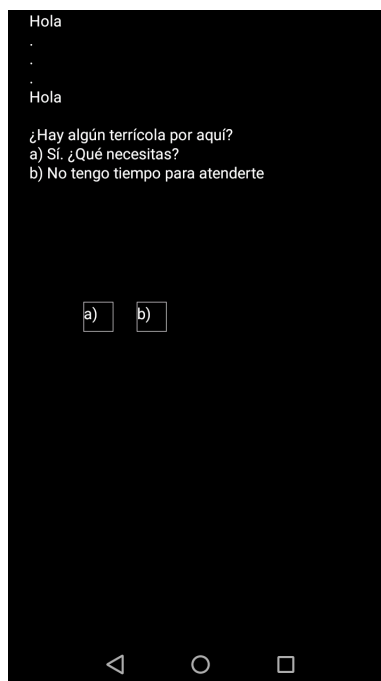 Hola
.
.
.
Hola
¿Hay algún terrícola por aquí?
a) Sí. ¿Qué necesitas?
b) No tengo tiempo para atenderte
a) b)